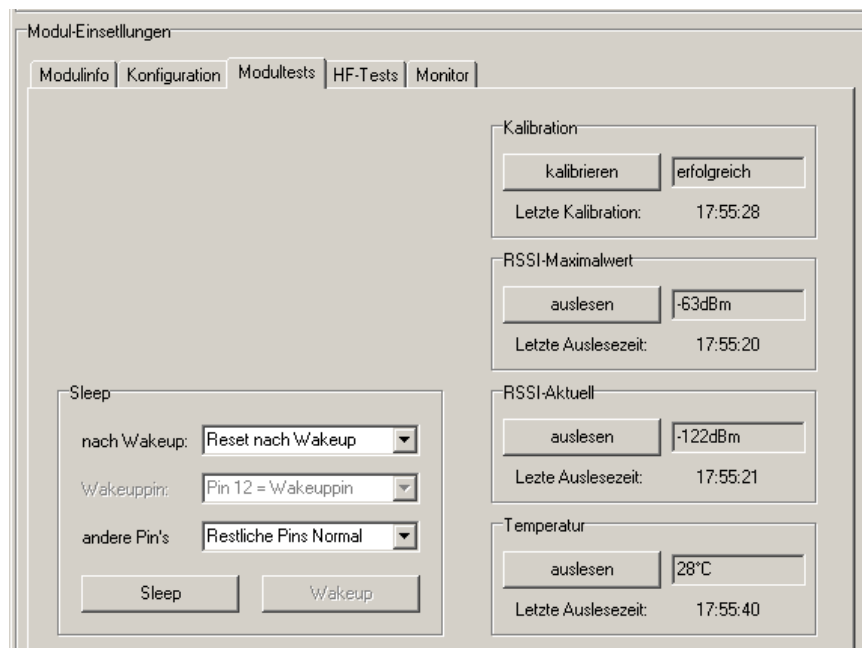 Modul-Einsetllungen
Modulinfo Konfiguration Modultests HF-Tests Monitor
Kalibration
kalibrieren erfolgreich
Letzte Kalibration: 17:55:28
RSSI-Maximalwert
auslesen -63dBm
Letzte Auslesezeit: 17:55:20
Sleep
nach Wakeup: Reset nach Wakeup
Wakeuppin: Pin 12 = Wakeuppin
andere Pin's Restliche Pins Normal
Sleep Wakeup
RSSI-Aktuell
auslesen -122dBm
Lezte Auslesezeit: 17:55:21
Temperatur
auslesen 28°C
Letzte Auslesezeit: 17:55:40